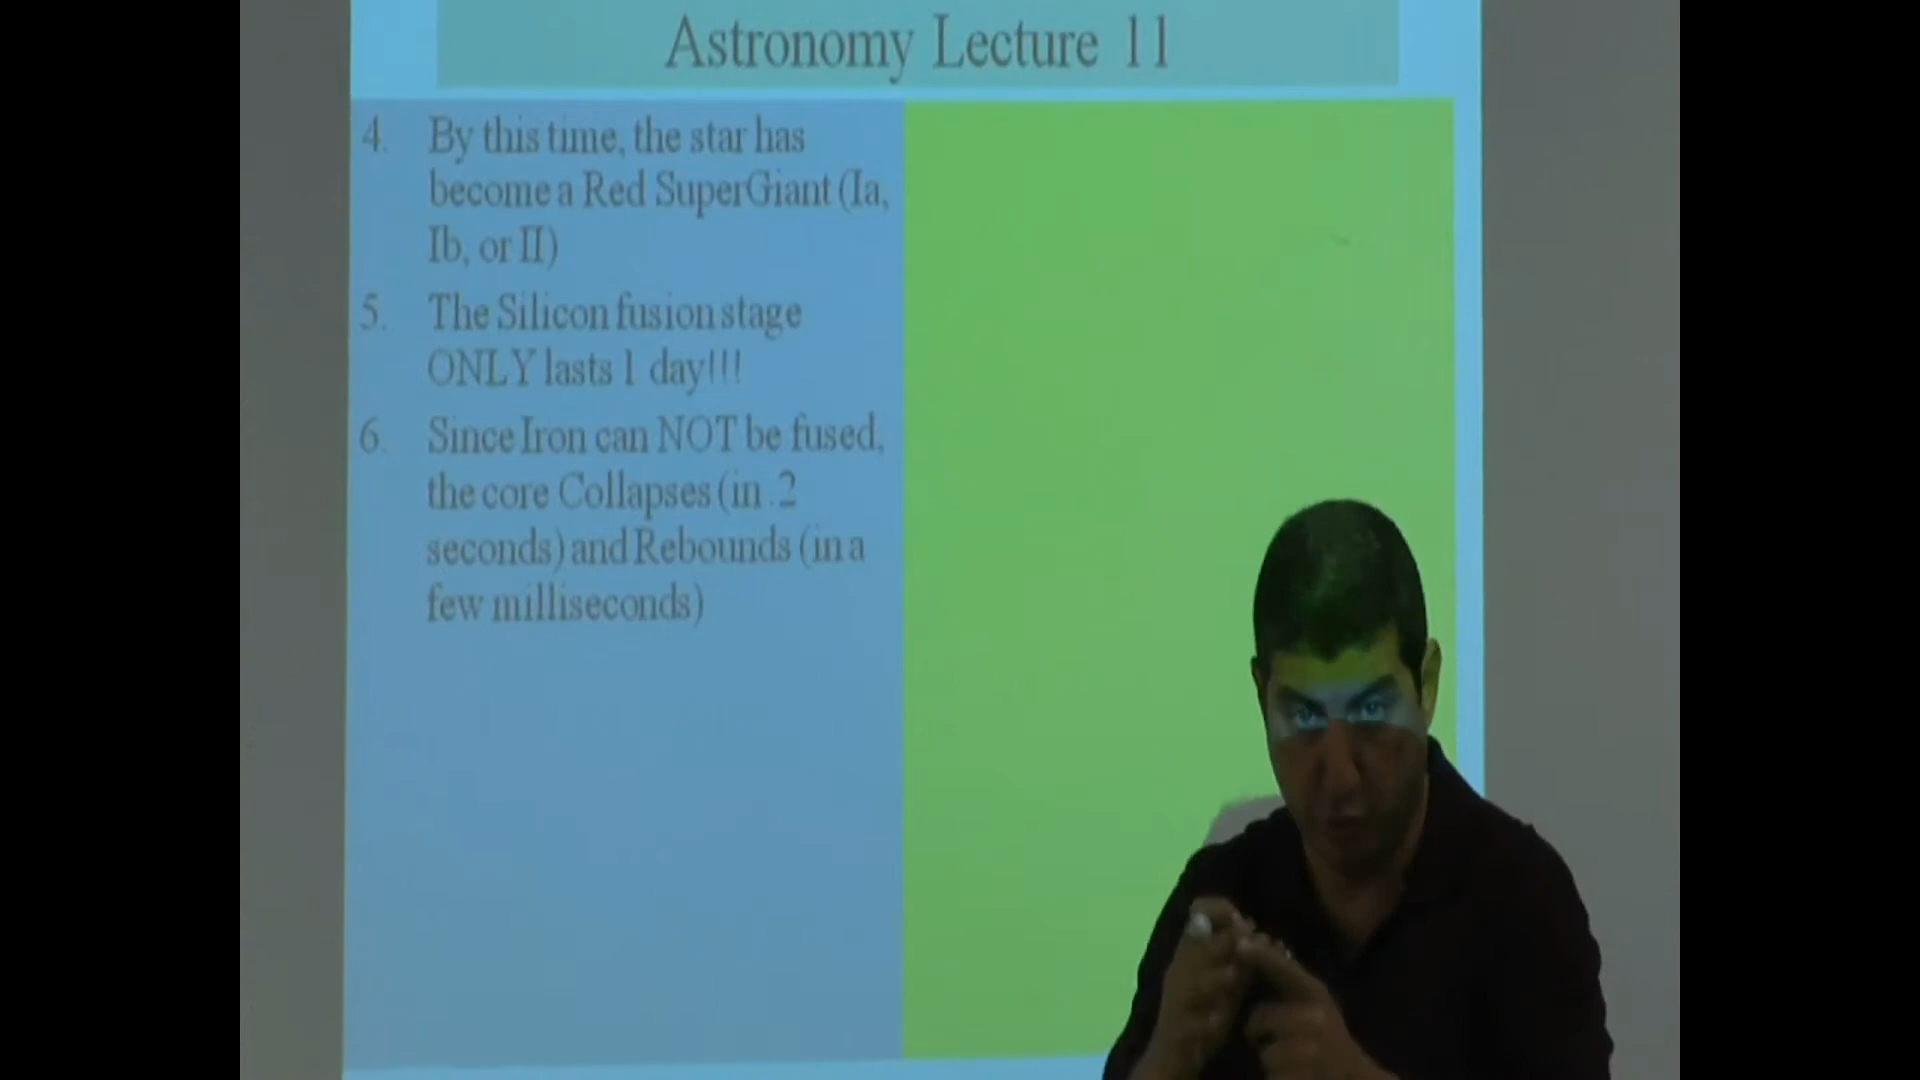 Astronomy Lecture 11
4. By this time, the star has
become a Red SuperGiant (Ia,
Ib, or II)
5. The Silicon fusion stage
ONLY lasts 1 day!!!
6. Since Iron can NOT be fused,
the core Collapses (in .2
seconds) and Rebounds (in a
few milliseconds)